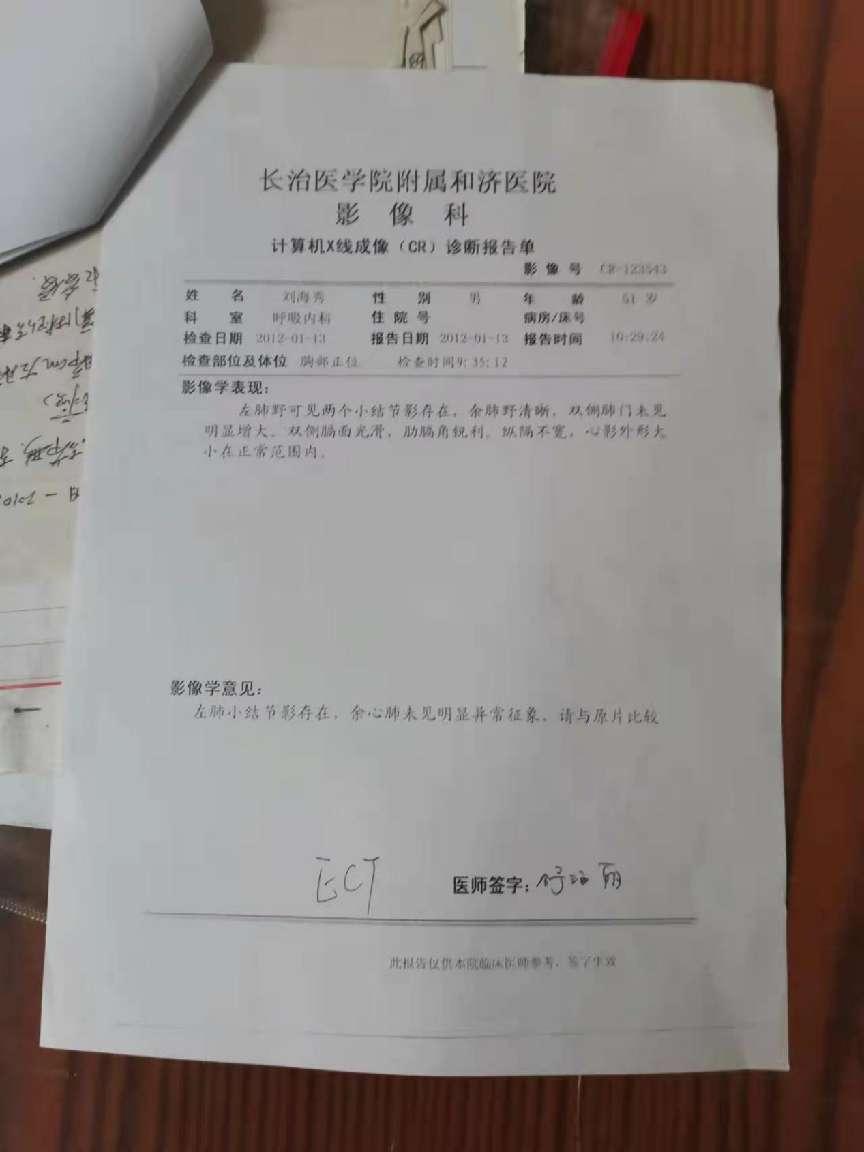 长治医学院附属和济医院
影 像 科
计算机X线成像（CR）诊断报告单
影 像 号 CR-123543
姓 名 刘海秀 性 别 男 年 龄 51 岁
科 室 呼吸内科 住 院 号 病房/床号
检查日期 2012-01-13 报告日期 2012-01-13 报告时间 10:29:24
检查部位及体位 胸部正位 检查时间9:35:12
影像学表现：
左肺野可见两个小结节影存在，余肺野清晰，双侧肺门未见
明显增大。双侧膈面光滑，肋膈角锐利。纵隔不宽，心影外形大
小在正常范围内。
影像学意见：
左肺小结节影存在，余心肺未见明显异常征象，请与原片比较
ECT 医师签字：
此报告仅供本院临床医师参考，签字生效